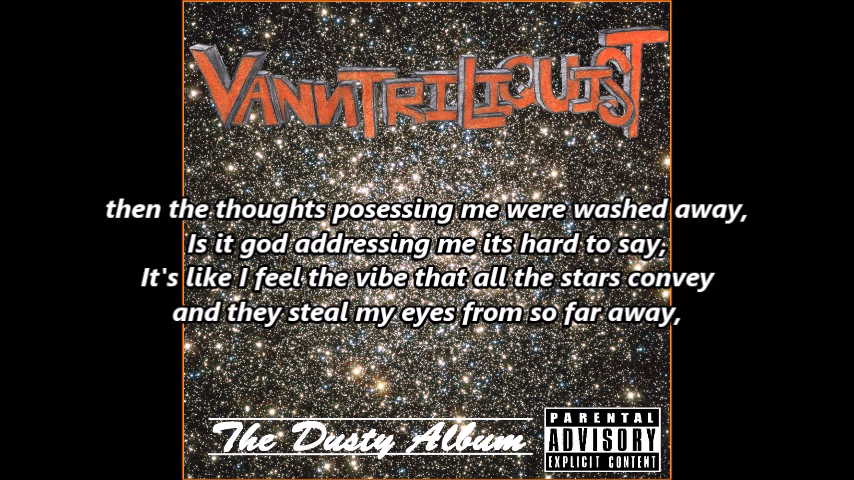 VANNTRILIQUIST
then the thoughts posessing me were washed away,
Is it god addressing me its hard to say,
It's like I feel the vibe that all the stars convey
and they steal my eyes from so far away,
The Dusty Album
PARENTAL
ADVISORY
EXPLICIT CONTENT